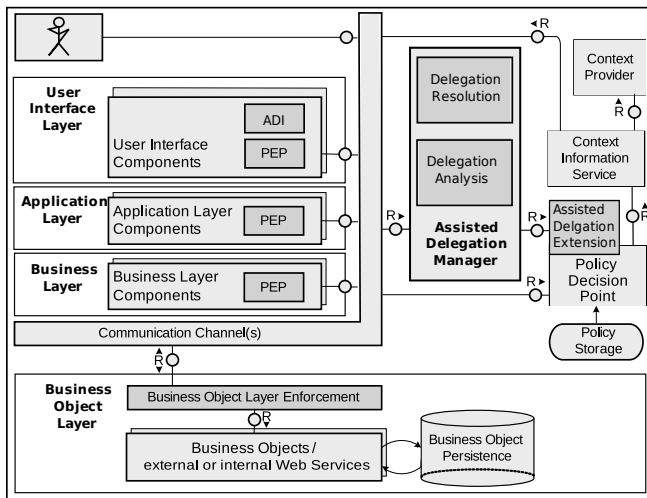 R
User
Interface
Layer
ADI
User Interface
Components
PEP
Application
Layer
Application Layer
Components
PEP
Business
Layer
Business Layer
Components
PEP
Communication Channel(s)
Delegation
Resolution
Delegation
Analysis
Assisted
Delegation
Manager
R
R
R
Context
Provider
R
Context
Information
Service
R
Assisted
Delgation
Extension
Policy
Decision
Point
Policy
Storage
R
Business
Object
Layer
Business Object Layer Enforcement
R
Business Objects /
external or internal Web Services
Business Object
Persistence